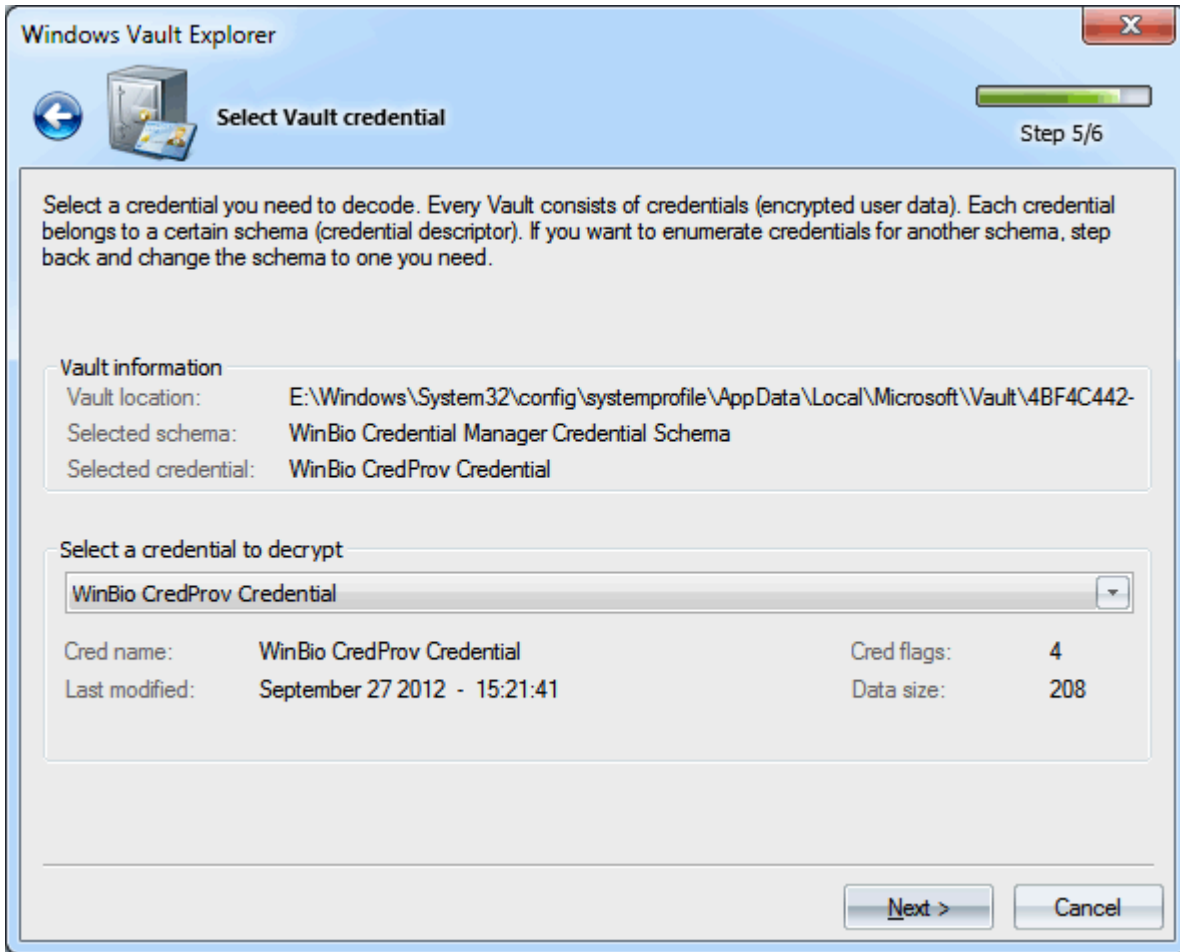 Windows Vault Explorer
Select Vault credential
Step 5/6
Select a credential you need to decode. Every Vault consists of credentials (encrypted user data). Each credential
belongs to a certain schema (credential descriptor). If you want to enumerate credentials for another schema, step
back and change the schema to one you need.
Vault information
Vault location: E:\Windows\System32\config\systemprofile\AppData\Local\Microsoft\Vault\4BF4C442-
Selected schema: WinBio Credential Manager Credential Schema
Selected credential: WinBio CredProv Credential
Select a credential to decrypt
WinBio CredProv Credential
Cred name: WinBio CredProv Credential Cred flags: 4
Last modified: September 27 2012 - 15:21:41 Data size: 208
Next > Cancel